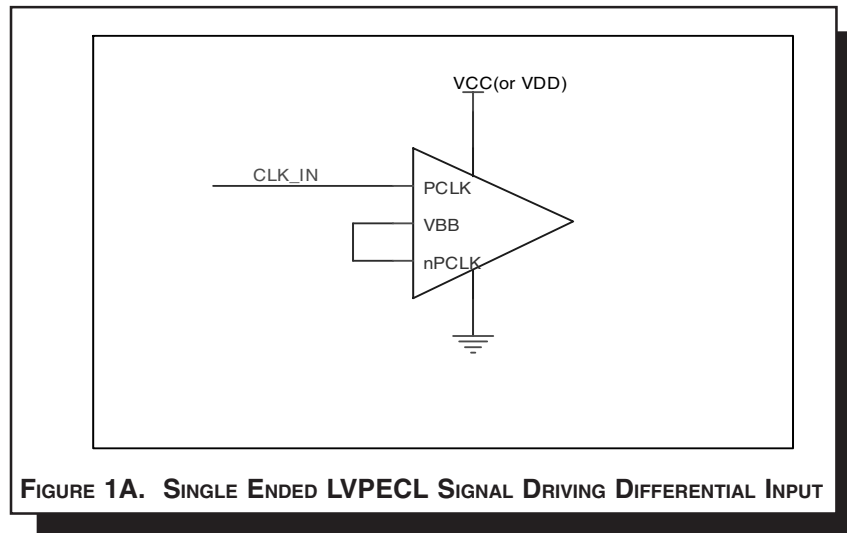 VCC(or VDD)
CLK_IN
PCLK
VBB
nPCLK
FIGURE 1A. SINGLE ENDED LVPECL SIGNAL DRIVING DIFFERENTIAL INPUT